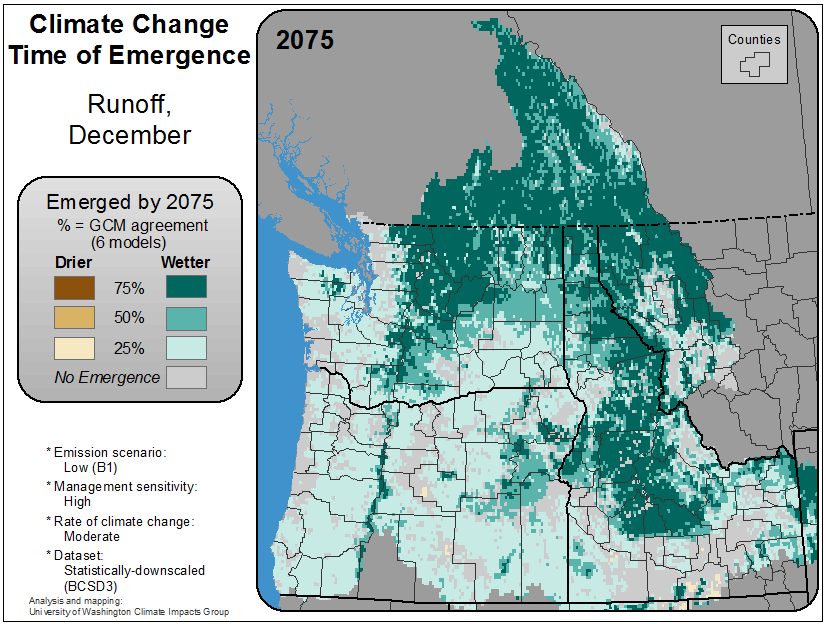 Climate Change
Time of Emergence
Runoff,
December
Emerged by 2075
% = GCM agreement
(6 models)
Drier Wetter
75%
50%
25%
No Emergence
* Emission scenario:
Low (B1)
* Management sensitivity:
High
* Rate of climate change:
Moderate
* Dataset:
Statistically-downscaled
(BCSD3)
Analysis and mapping:
University of Washington Climate Impacts Group
2075
Counties